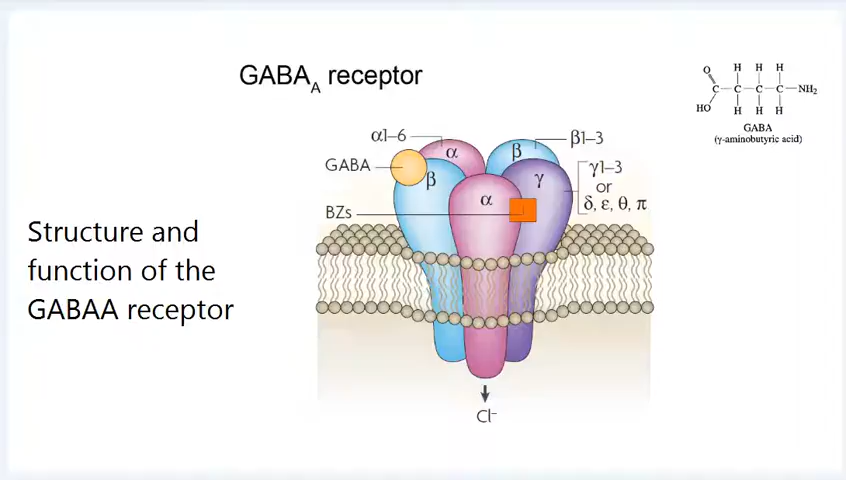 GABAA receptor
O
H H H
C—C—C—C—NH2
HO
H H H
GABA
(γ-aminobutyric acid)
α1–6
α
β
β1–3
GABA
β
γ
γ1–3
or
δ, ε, θ, π
α
BZs
Structure and
function of the
GABAA receptor
Cl−